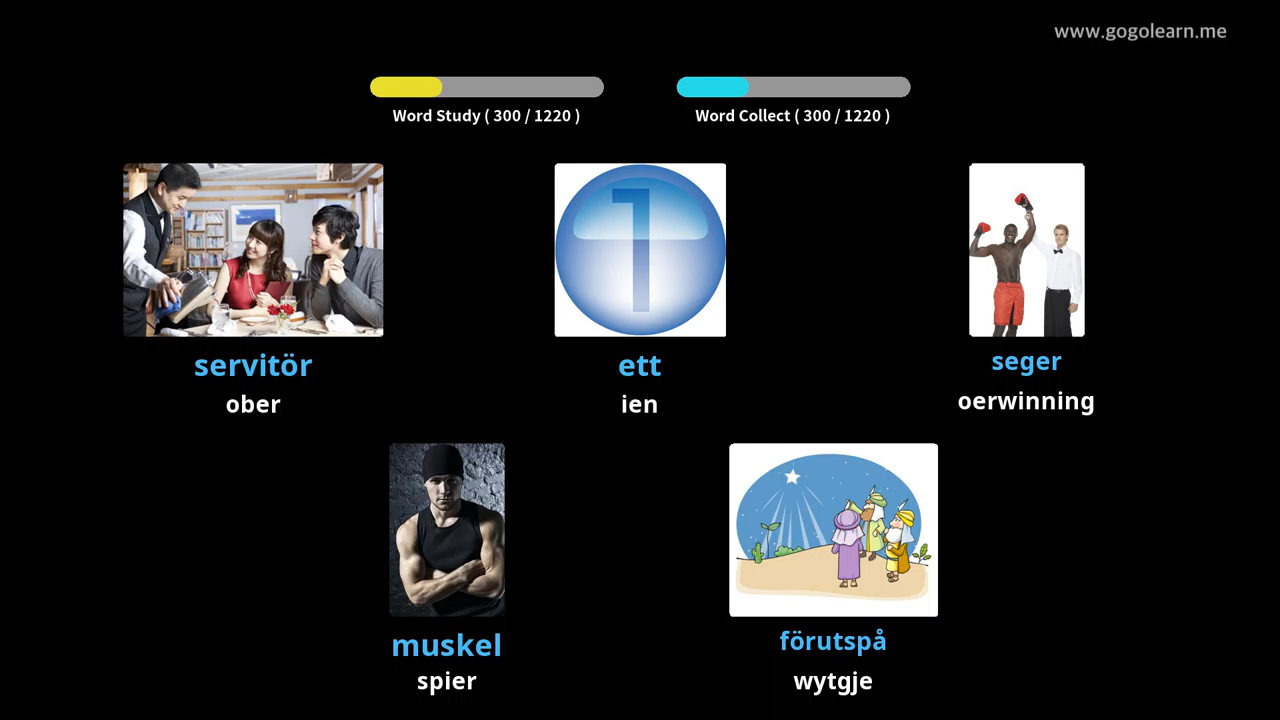 www.gogolearn.me
Word Study ( 300 / 1220 )
Word Collect ( 300 / 1220 )
1
servitör
ett
seger
ober
ien
oerwinning
muskel
förutspå
spier
wytgje